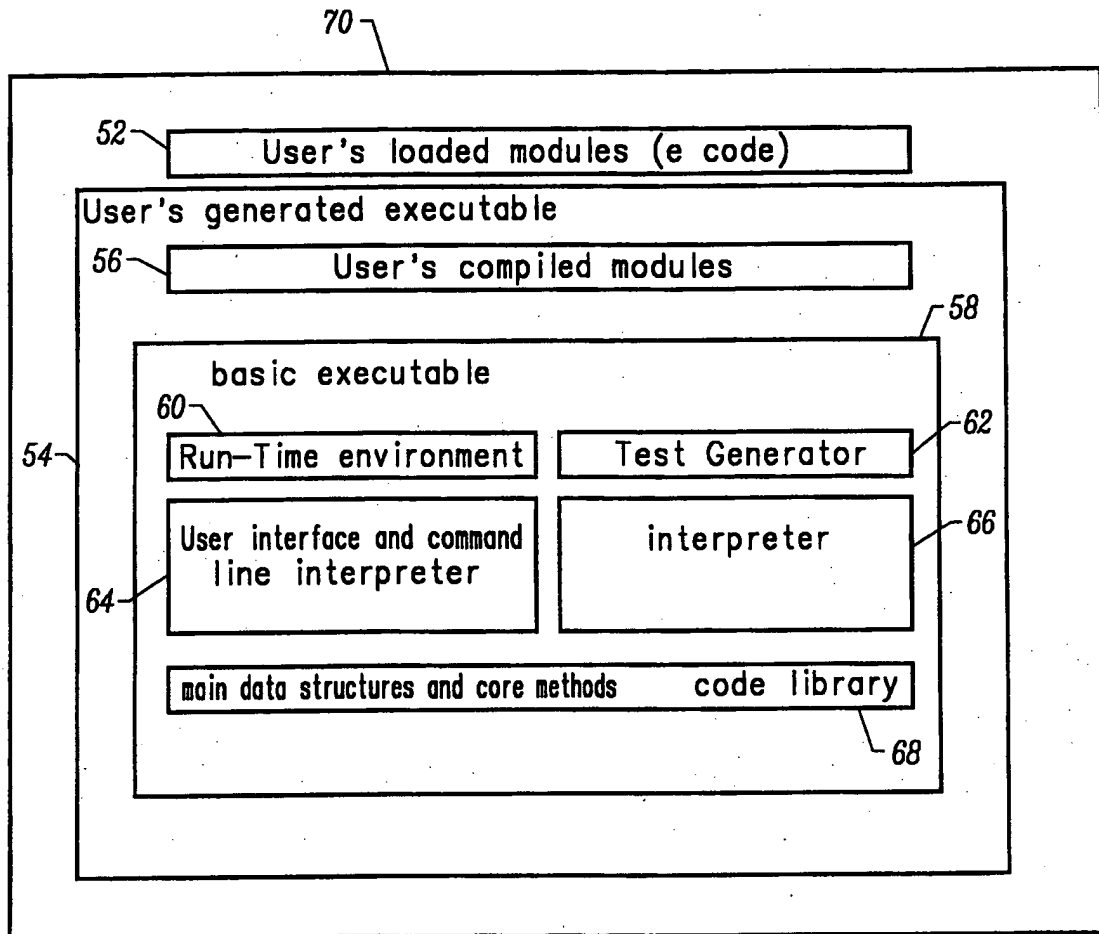 70
52
User's loaded modules (e code)
User's generated executable
56
User's compiled modules
58
basic executable
60
54
Run-Time environment
Test Generator
62
User interface and command
line interpreter
interpreter
66
64
main data structures and core methods code library
68